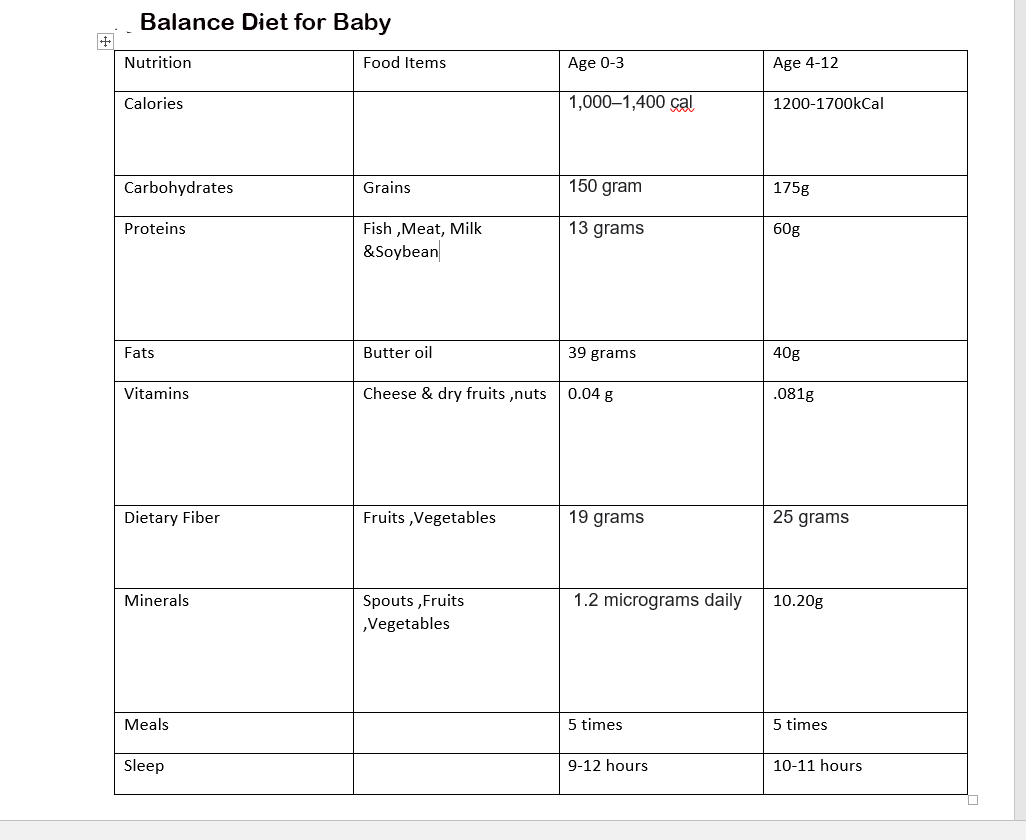 Balance Diet for Baby
Nutrition Food Items Age 0-3 Age 4-12
Calories 1,000–1,400 cal 1200-1700kCal
Carbohydrates Grains 150 gram 175g
Proteins Fish ,Meat, Milk 13 grams 60g
&Soybean
Fats Butter oil 39 grams 40g
Vitamins Cheese & dry fruits ,nuts 0.04 g .081g
Dietary Fiber Fruits ,Vegetables 19 grams 25 grams
Minerals Spouts ,Fruits 1.2 micrograms daily 10.20g
,Vegetables
Meals 5 times 5 times
Sleep 9-12 hours 10-11 hours